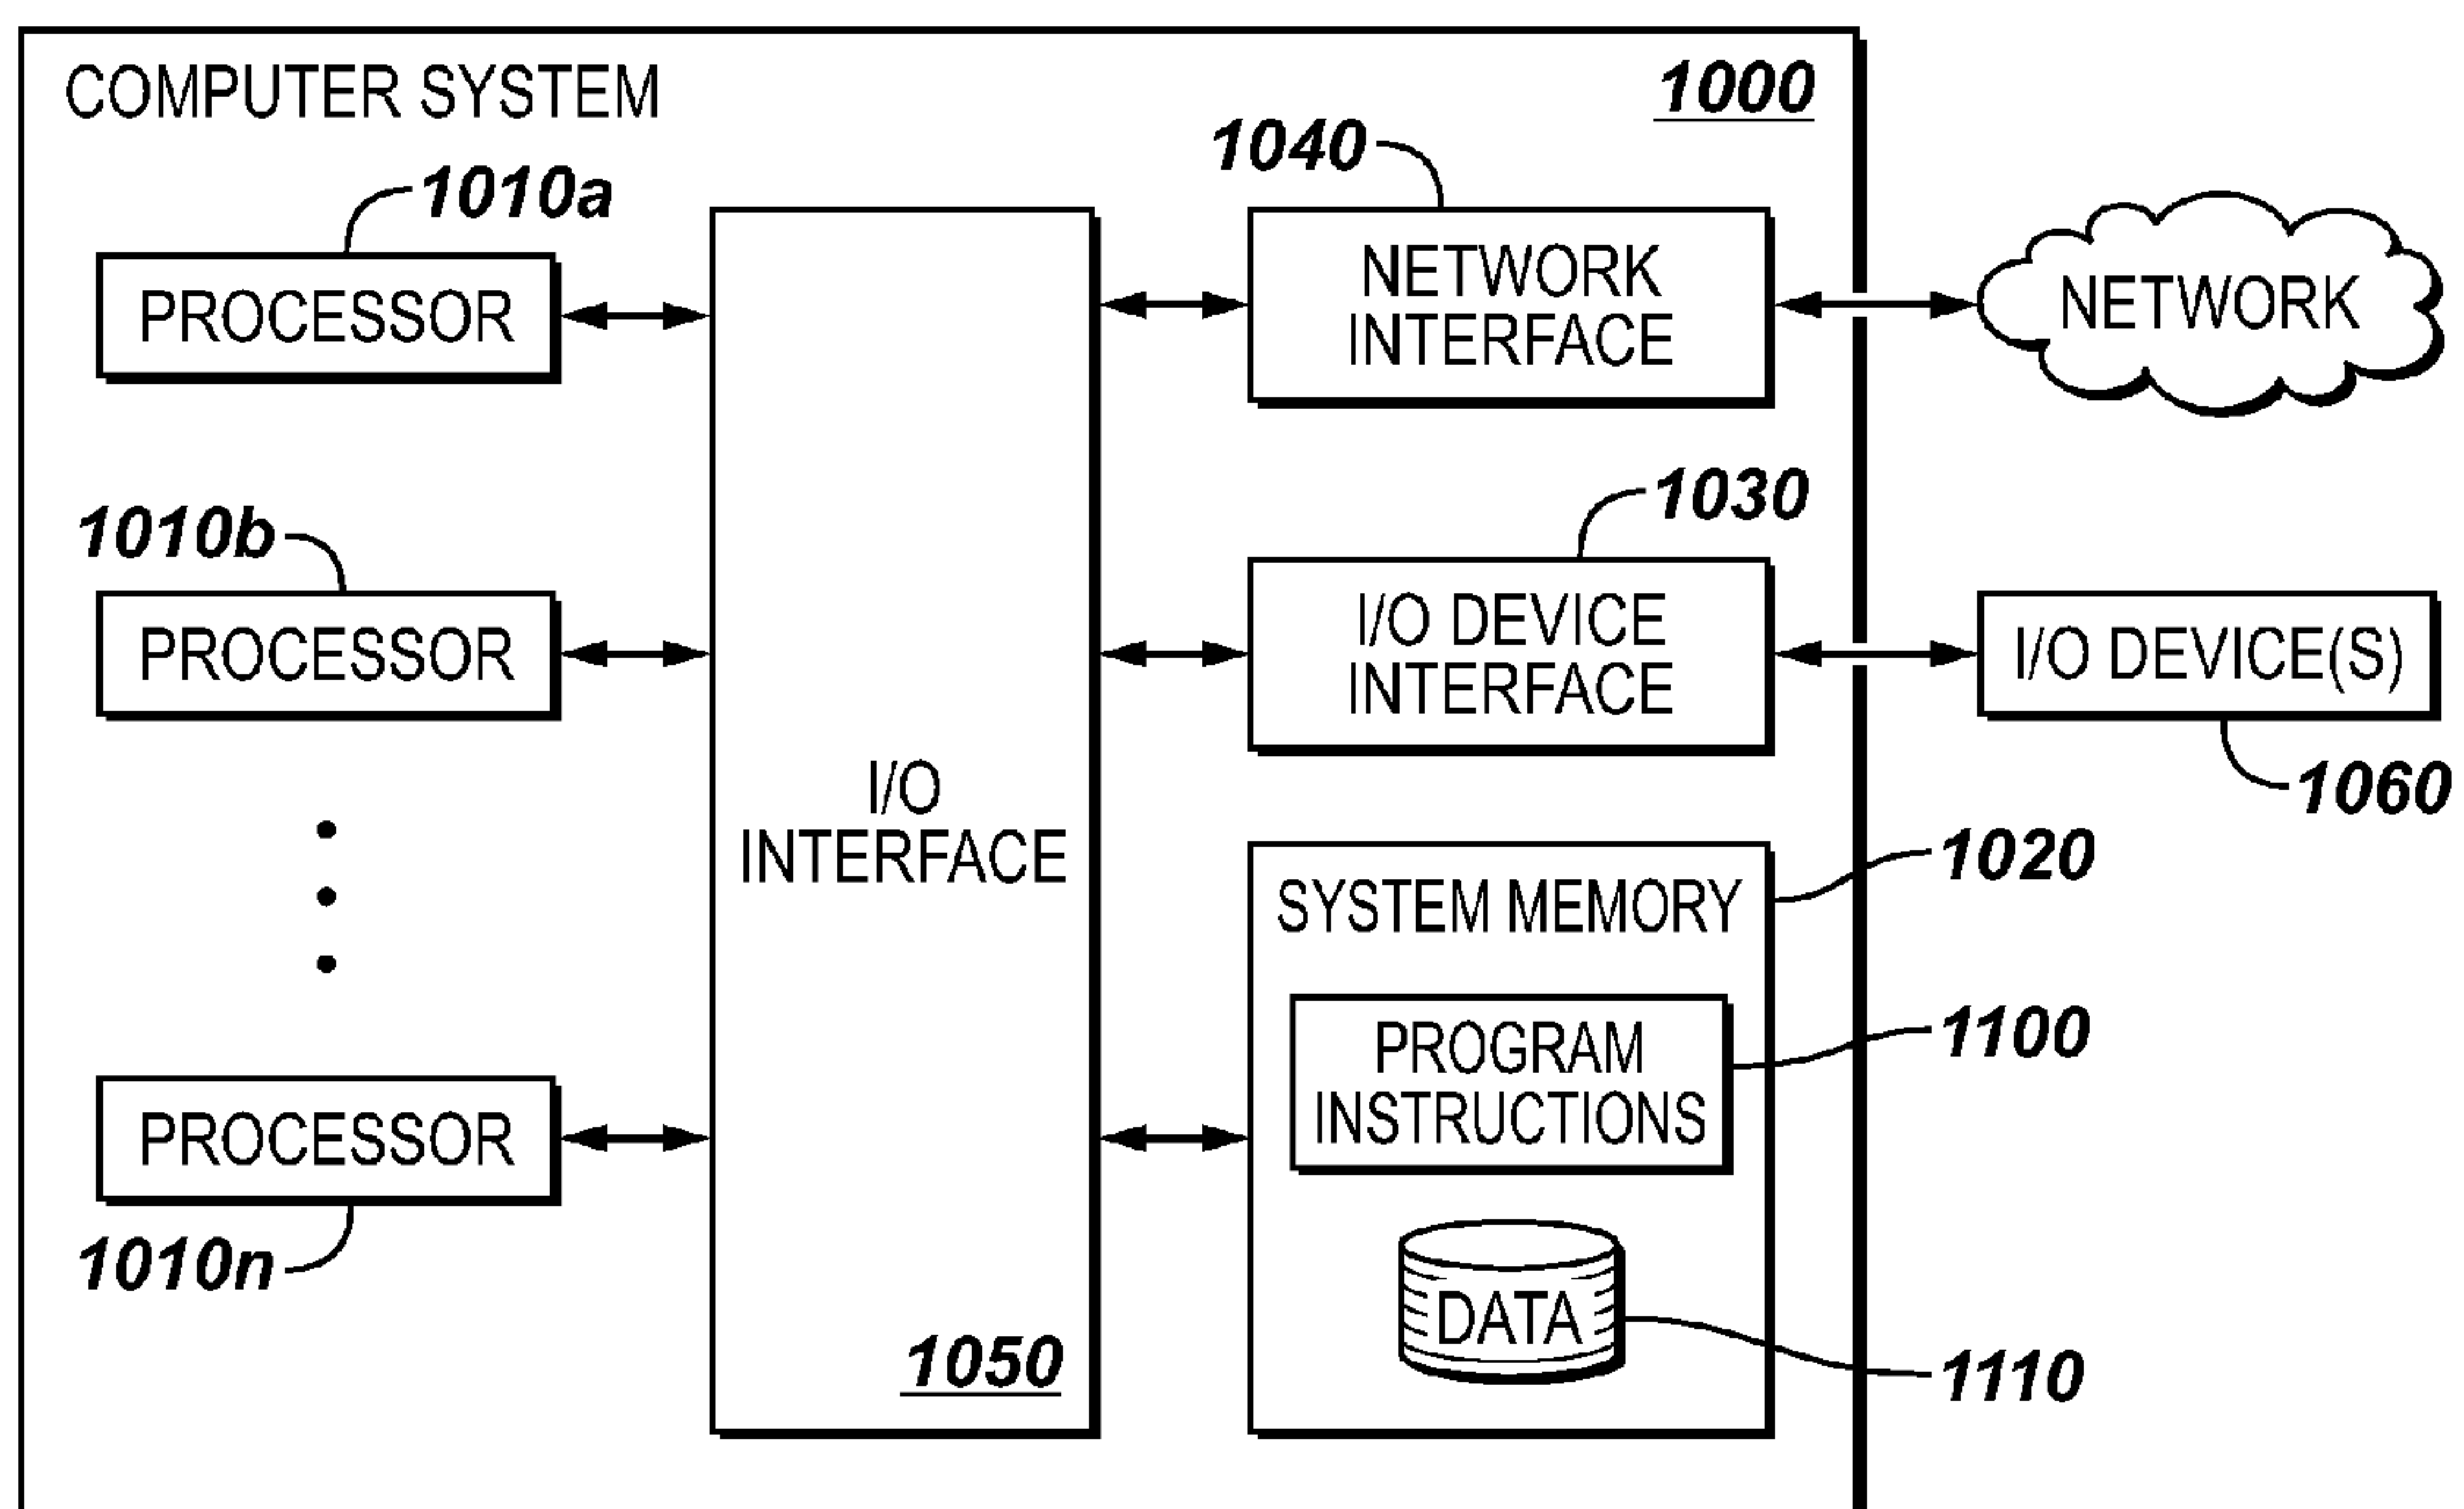 COMPUTER SYSTEM
1000
1010a
PROCESSOR
1010b
PROCESSOR
PROCESSOR
1010n
I/O
INTERFACE
1050
1040
NETWORK
INTERFACE
NETWORK
1030
I/O DEVICE
INTERFACE
I/O DEVICE(S)
1060
1020
SYSTEM MEMORY
PROGRAM
INSTRUCTIONS
1100
DATA
1110